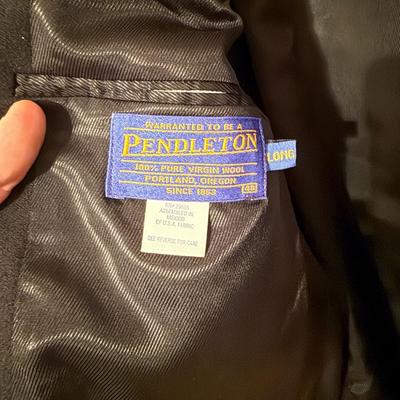 WARRANTED TO BE A
PENDLETON
100% PURE VIRGIN WOOL
PORTLAND, OREGON
SINCE 1863
48
LONG
ASSEMBLED IN
MEXICO
OF U.S.A. FABRIC
SEE REVERSE FOR CARE